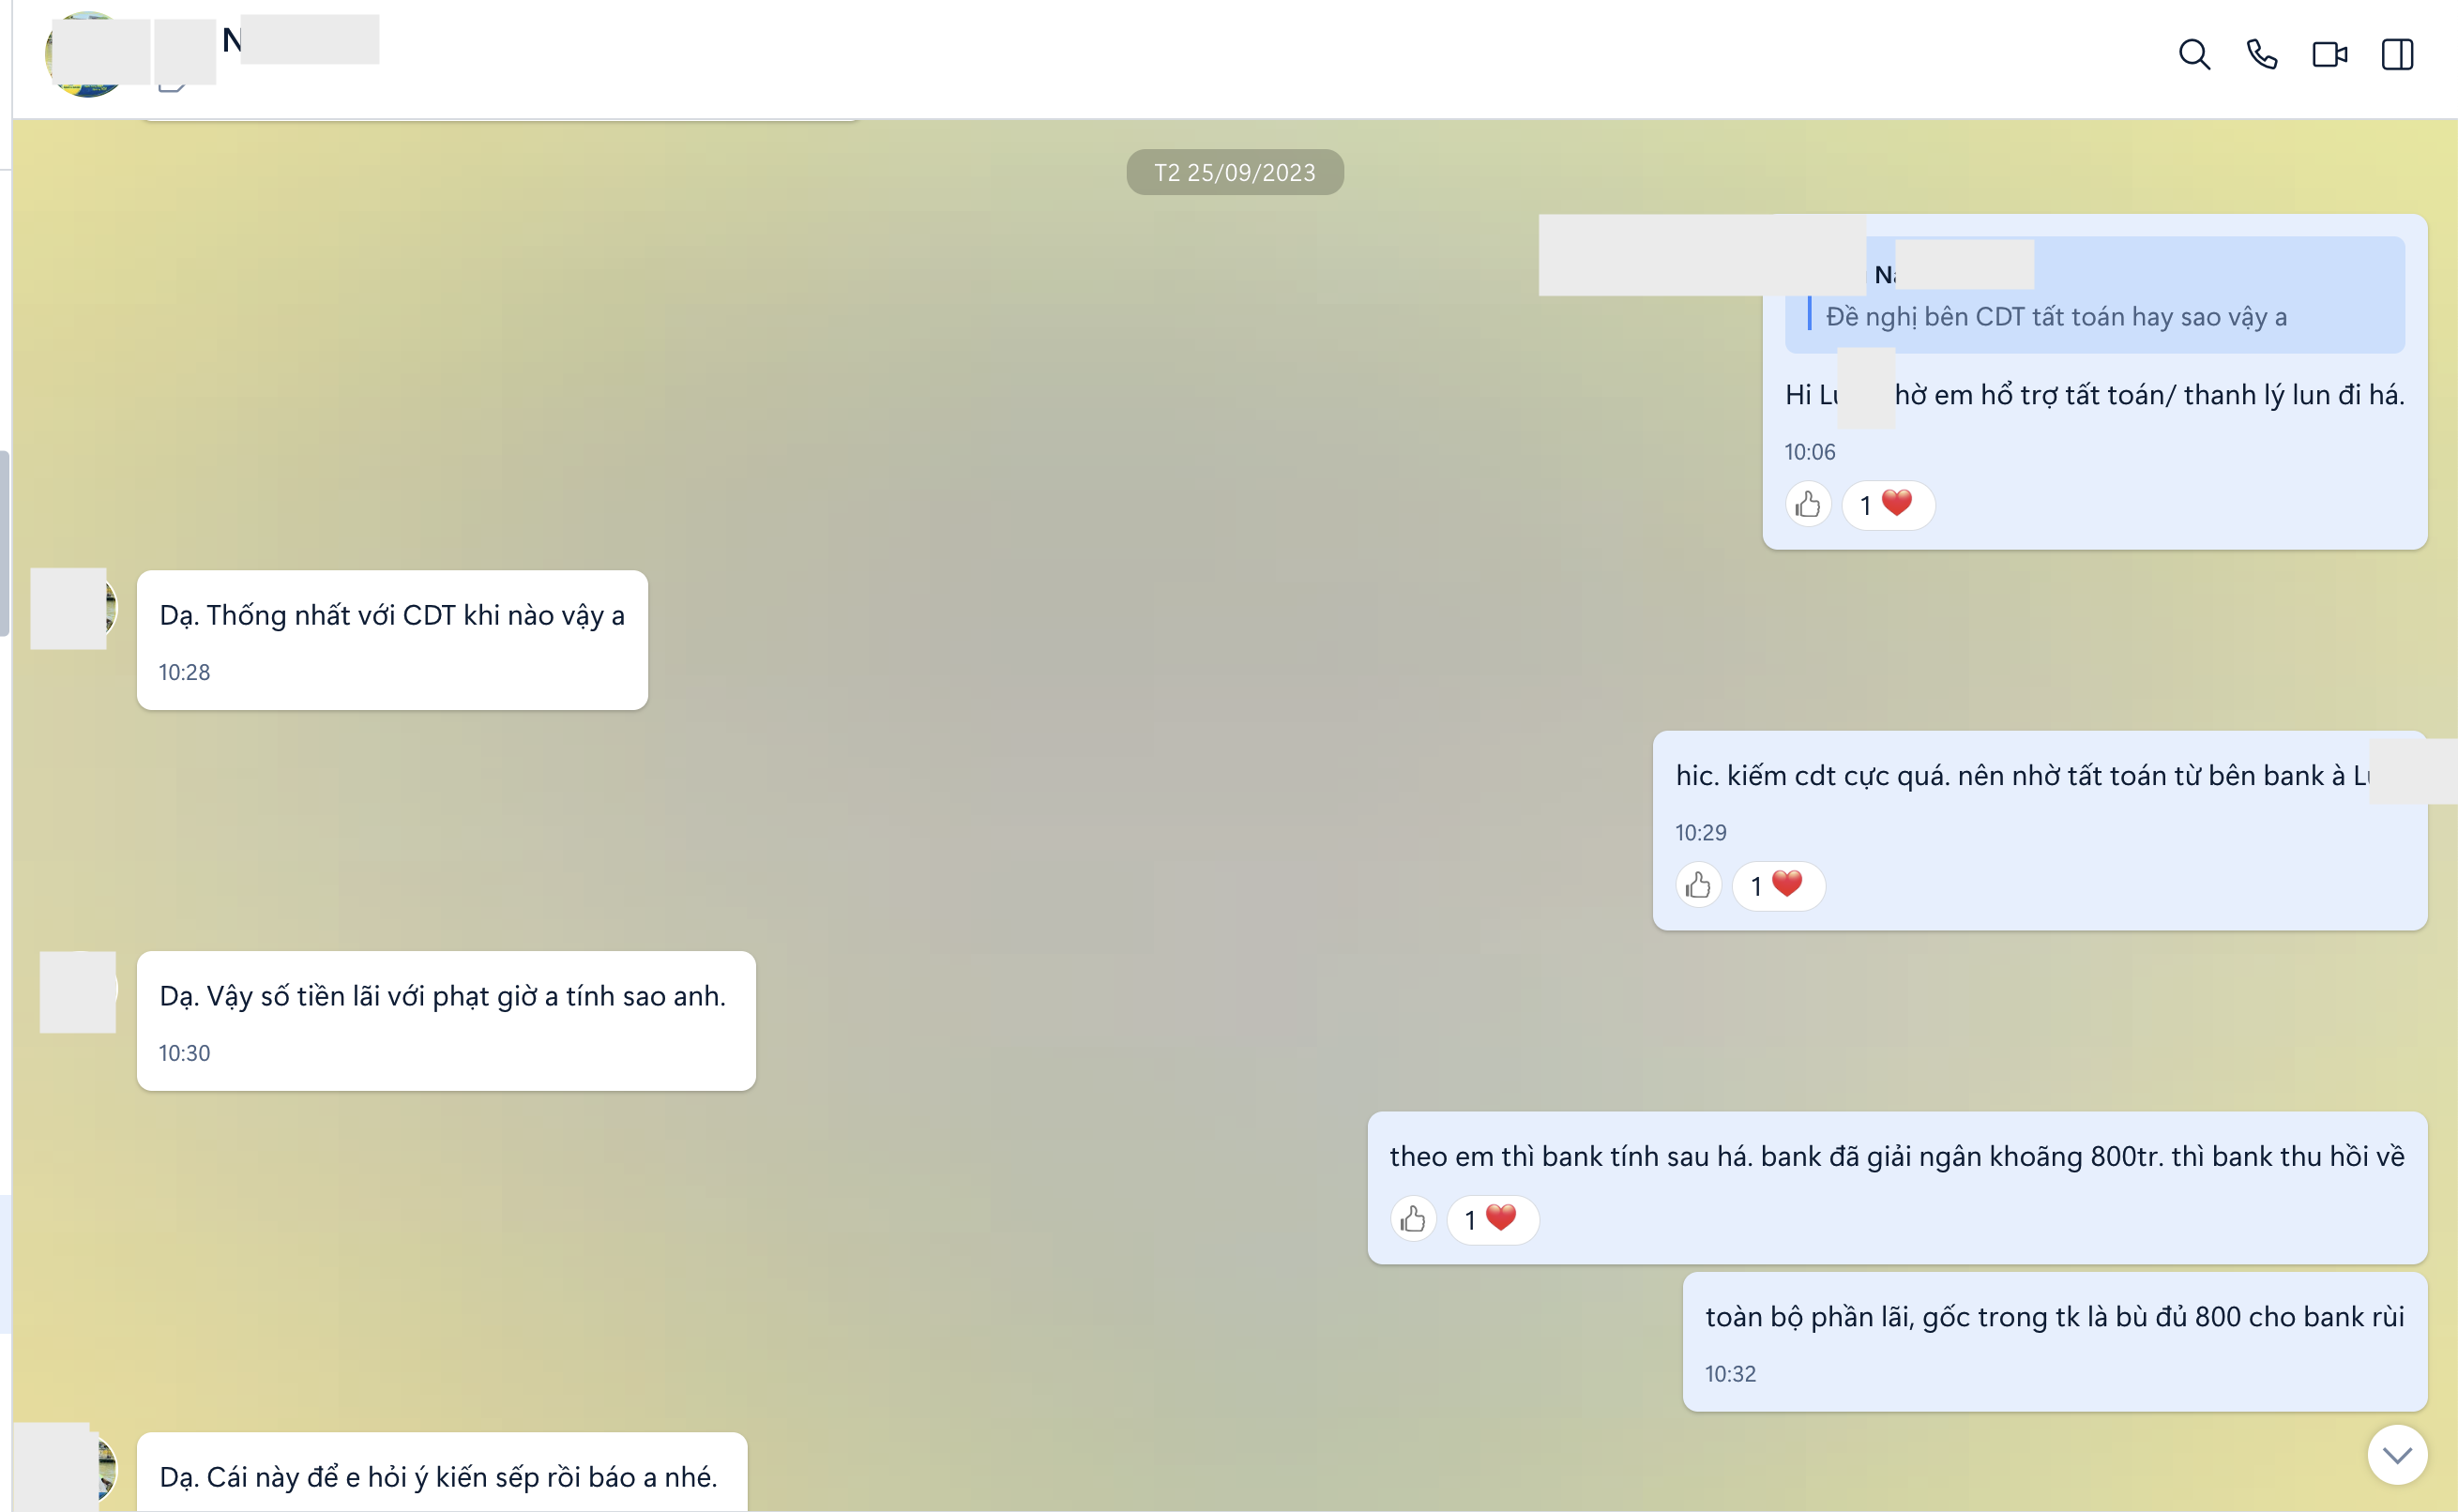 T2 25/09/2023
Đề nghị bên CDT tất toán hay sao vậy a
Hi em hổ trợ tất toán/ thanh lý lun đi há.
10:06
1
Dạ. Thống nhất với CDT khi nào vậy a
10:28
hic. kiếm cdt cực quá. nên nhờ tất toán từ bên bank à
10:29
1
Dạ. Vậy số tiền lãi với phạt giờ a tính sao anh.
10:30
theo em thì bank tính sau há. bank đã giải ngân khoãng 800tr. thì bank thu hồi về
1
toàn bộ phần lãi, gốc trong tk là bù đủ 800 cho bank rùi
10:32
Dạ. Cái này để e hỏi ý kiến sếp rồi báo a nhé.